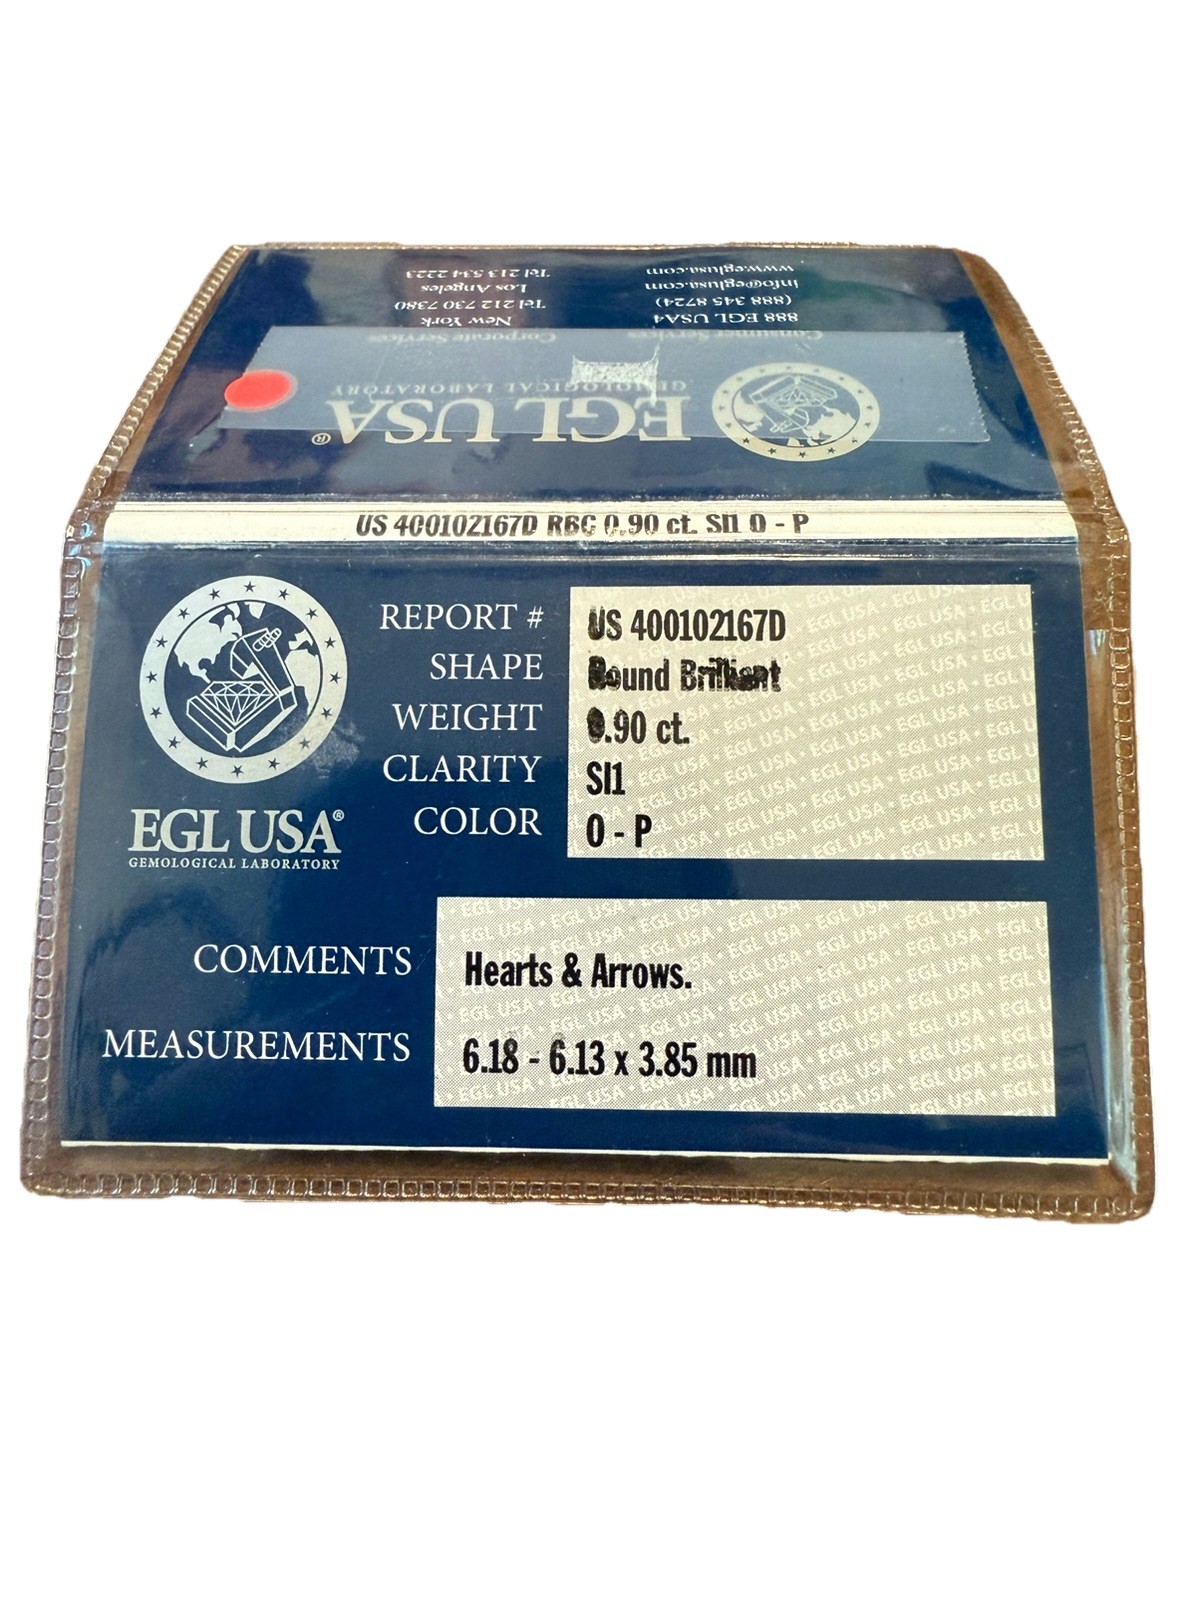 www.eglusa.com
info@eglusa.com
(888 345 8724)
888 EGL USA4
Consumer Services
Tel 213 534 2223
Los Angeles
Tel 212 730 7380
New York
Corporate Services
GEMOLOGICAL LABORATORY
EGL USA®
US 400102167D RBC 0.90 ct. SI1 O - P
REPORT # US 400102167D
SHAPE Round Brilliant
WEIGHT 0.90 ct.
CLARITY SI1
COLOR O - P
EGL USA®
GEMOLOGICAL LABORATORY
COMMENTS Hearts & Arrows.
MEASUREMENTS 6.18 - 6.13 x 3.85 mm